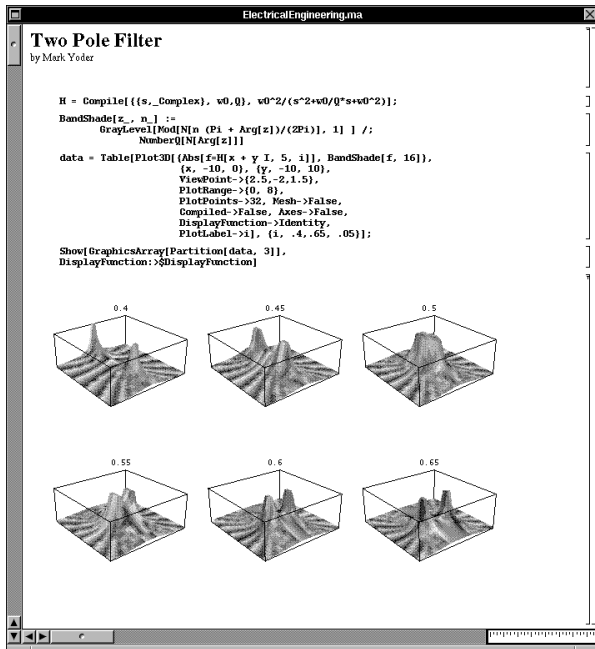 ElectricalEngineering.ma
Two Pole Filter
by Mark Yoder
H = Compile[{{s,_Complex}, w0,Q}, w0^2/(s^2+w0/Q*s+w0^2)];
BandShade[z_, n_] :=
GrayLevel[Mod[N[n (Pi + Arg[z])/(2Pi)], 1] ] /;
NumberQ[N[Arg[z]]]
data = Table[Plot3D[{Abs[f=H[x + y I, 5, i]], BandShade[f, 16]},
{x, -10, 0}, {y, -10, 10},
ViewPoint->{2.5,-2,1.5},
PlotRange->{0, 8},
PlotPoints->32, Mesh->False,
Compiled->False, Axes->False,
DisplayFunction->Identity,
PlotLabel->i], {i, .4,.65, .05}];
Show[GraphicsArray[Partition[data, 3]],
DisplayFunction:>$DisplayFunction]
0.4 0.45 0.5
0.55 0.6 0.65